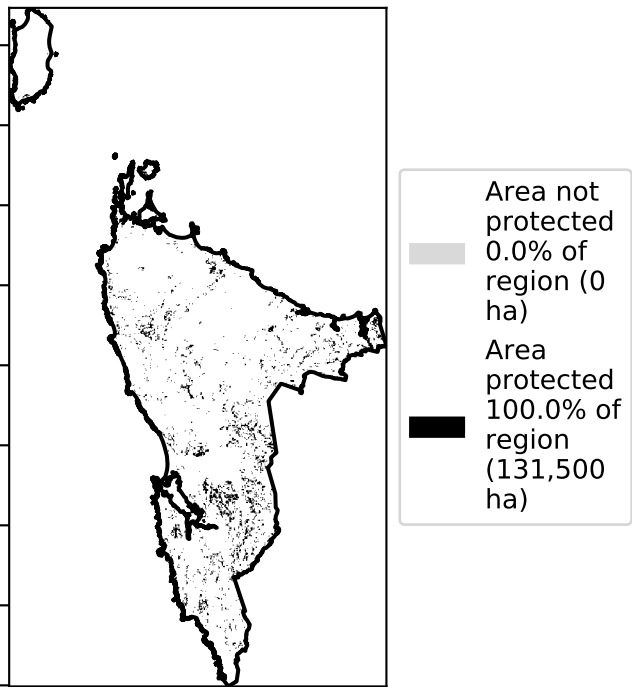 Area not
protected
0.0% of
region (0
ha)
Area
protected
100.0% of
region
(131,500
ha)